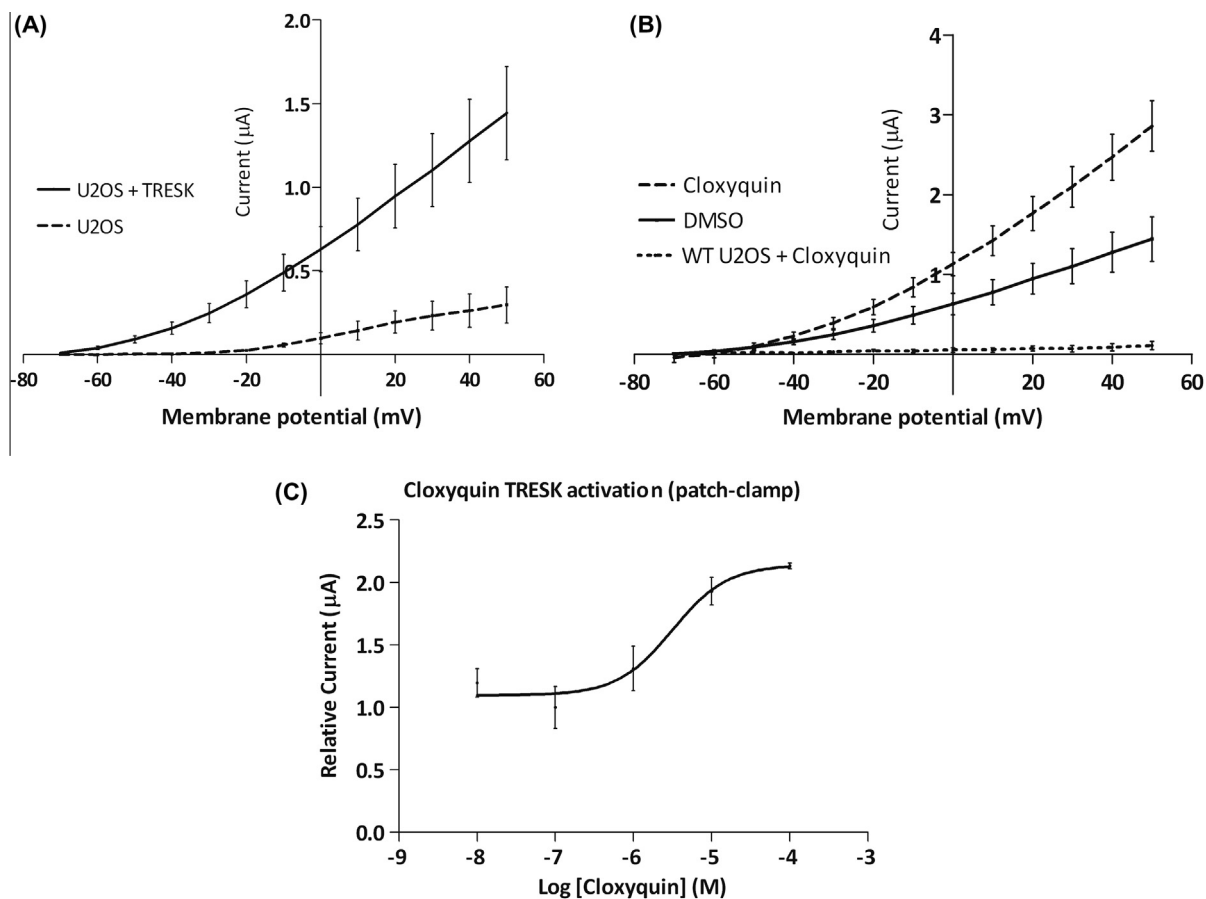 (A)
2.0
1.5
1.0
0.5
Current (μA)
U2OS + TRESK
U2OS
-80 -60 -40 -20 20 40 60
Membrane potential (mV)
(B)
4
3
2
1
Current (μA)
Cloxyquin
DMSO
WT U2OS + Cloxyquin
-80 -60 -40 -20 20 40 60
Membrane potential (mV)
(C)
Cloxyquin TRESK activation (patch-clamp)
2.5
2.0
1.5
1.0
0.5
0.0
Relative Current (μA)
-9 -8 -7 -6 -5 -4 -3
Log [Cloxyquin] (M)